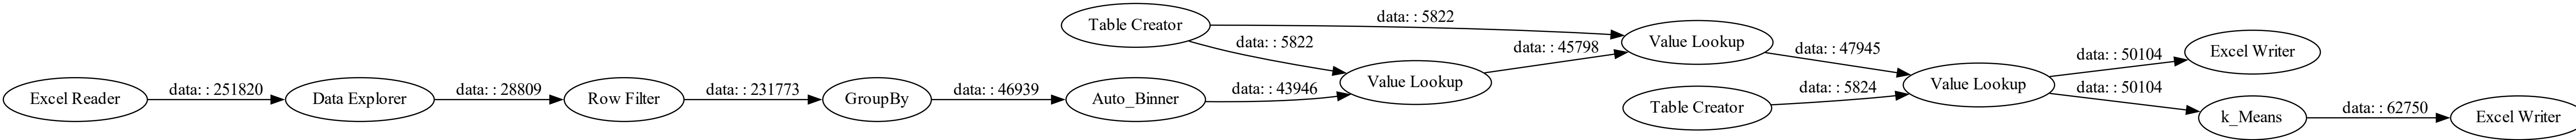 Excel Reader
data: : 251820
Data Explorer
data: : 28809
Row Filter
data: : 231773
GroupBy
data: : 46939
Auto_Binner
data: : 43946
Table Creator
data: : 5822
data: : 5822
Value Lookup
data: : 45798
Value Lookup
data: : 47945
Table Creator
data: : 5824
Value Lookup
data: : 50104
Excel Writer
data: : 50104
k_Means
data: : 62750
Excel Writer